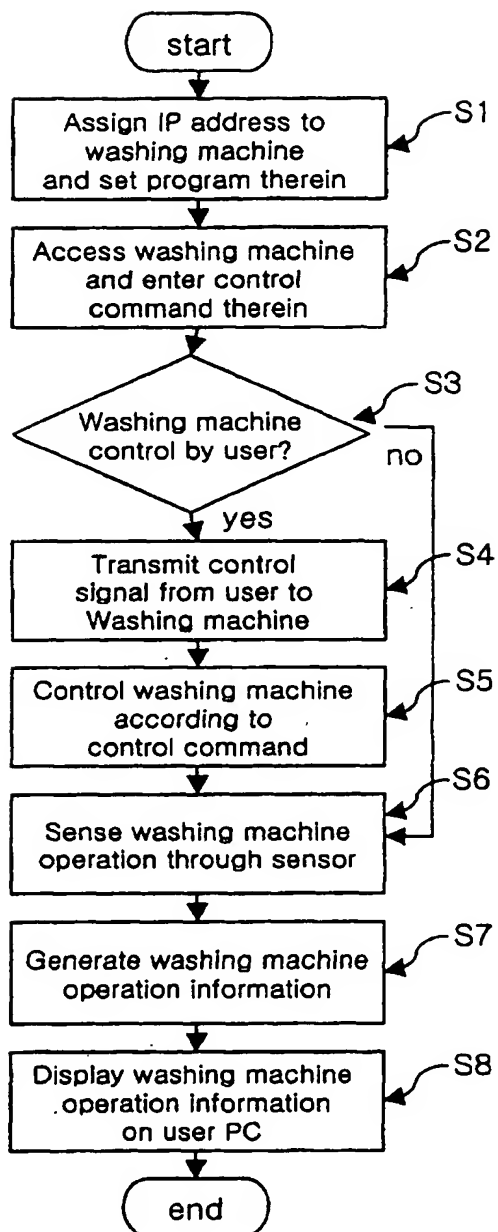 start
S1
Assign IP address to
washing machine
and set program therein
S2
Access washing machine
and enter control
command therein
S3
Washing machine
control by user?
no
yes
S4
Transmit control
signal from user to
Washing machine
S5
Control washing machine
according to
control command
S6
Sense washing machine
operation through sensor
S7
Generate washing machine
operation information
S8
Display washing machine
operation information
on user PC
end